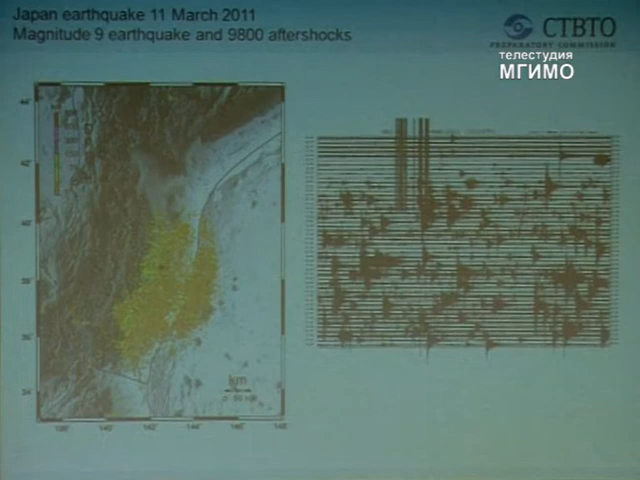 Japan earthquake 11 March 2011
Magnitude 9 earthquake and 9800 aftershocks
CTBTO
PREPARATORY COMMISSION
телестудия
МГИМО
km